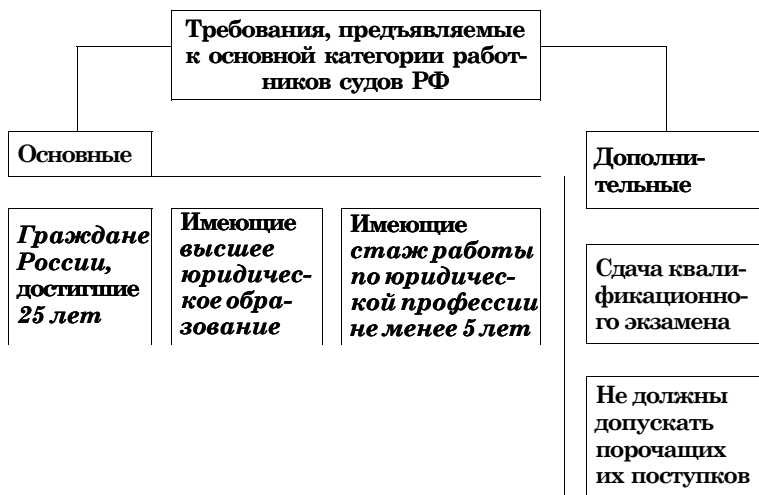 Требования, предъявляемые
к основной категории работ-
ников судов РФ
Основные
Граждане
России,
достигшие
25 лет
Имеющие
высшее
юридичес-
кое обра-
зование
Имеющие
стаж работы
по юридичес-
кой профессии
не менее 5 лет
Дополни-
тельные
Сдача квали-
фикационно-
го экзамена
Не должны
допускать
порочащих
их поступков